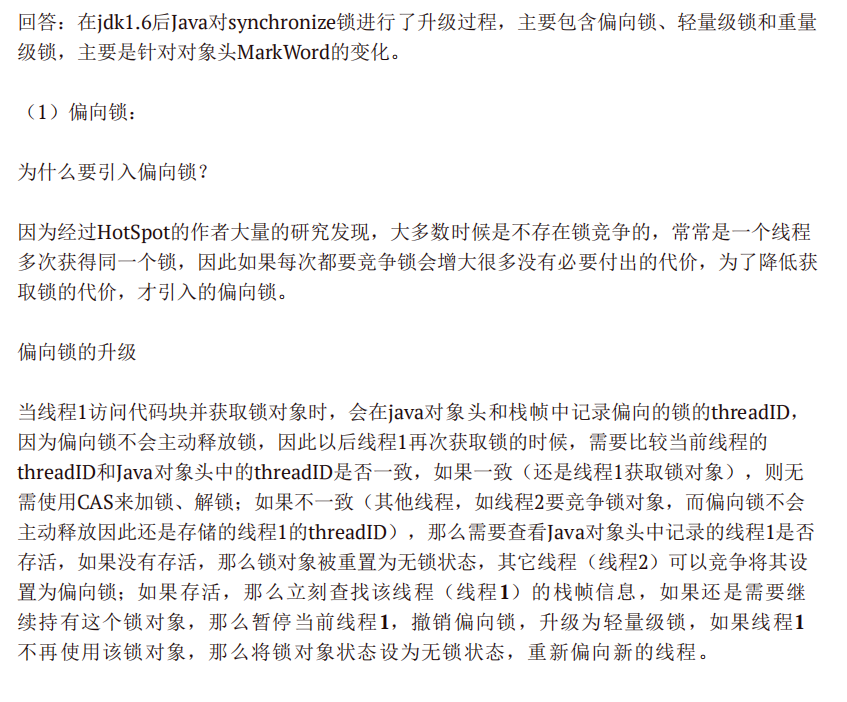 回答：在jdk1.6后Java对synchronize锁进行了升级过程，主要包含偏向锁、轻量级锁和重量
级锁，主要是针对对象头MarkWord的变化。
（1）偏向锁：
为什么要引入偏向锁？
因为经过HotSpot的作者大量的研究发现，大多数时候是不存在锁竞争的，常常是一个线程
多次获得同一个锁，因此如果每次都要竞争锁会增大很多没有必要付出的代价，为了降低获
取锁的代价，才引入的偏向锁。
偏向锁的升级
当线程1访问代码块并获取锁对象时，会在java对象头和栈帧中记录偏向的锁的threadID，
因为偏向锁不会主动释放锁，因此以后线程1再次获取锁的时候，需要比较当前线程的
threadID和Java对象头中的threadID是否一致，如果一致（还是线程1获取锁对象），则无
需使用CAS来加锁、解锁；如果不一致（其他线程，如线程2要竞争锁对象，而偏向锁不会
主动释放因此还是存储的线程1的threadID），那么需要查看Java对象头中记录的线程1是否
存活，如果没有存活，那么锁对象被重置为无锁状态，其它线程（线程2）可以竞争将其设
置为偏向锁；如果存活，那么立刻查找该线程（线程1）的栈帧信息，如果还是需要继
续持有这个锁对象，那么暂停当前线程1，撤销偏向锁，升级为轻量级锁，如果线程1
不再使用该锁对象，那么将锁对象状态设为无锁状态，重新偏向新的线程。